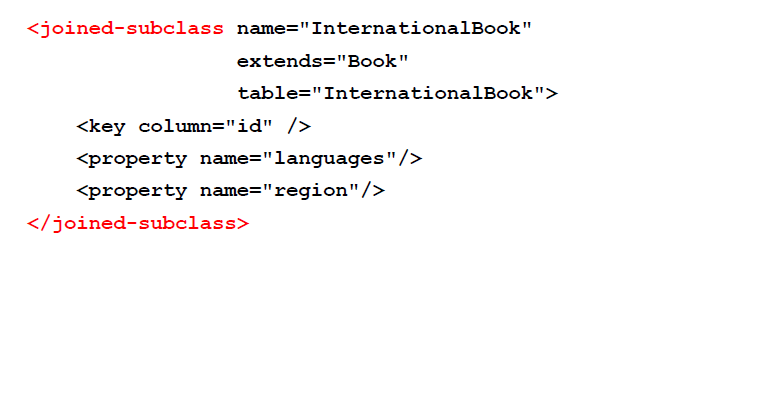 <joined-subclass name="InternationalBook"
extends="Book"
table="InternationalBook">
<key column="id" />
<property name="languages"/>
<property name="region"/>
</joined-subclass>